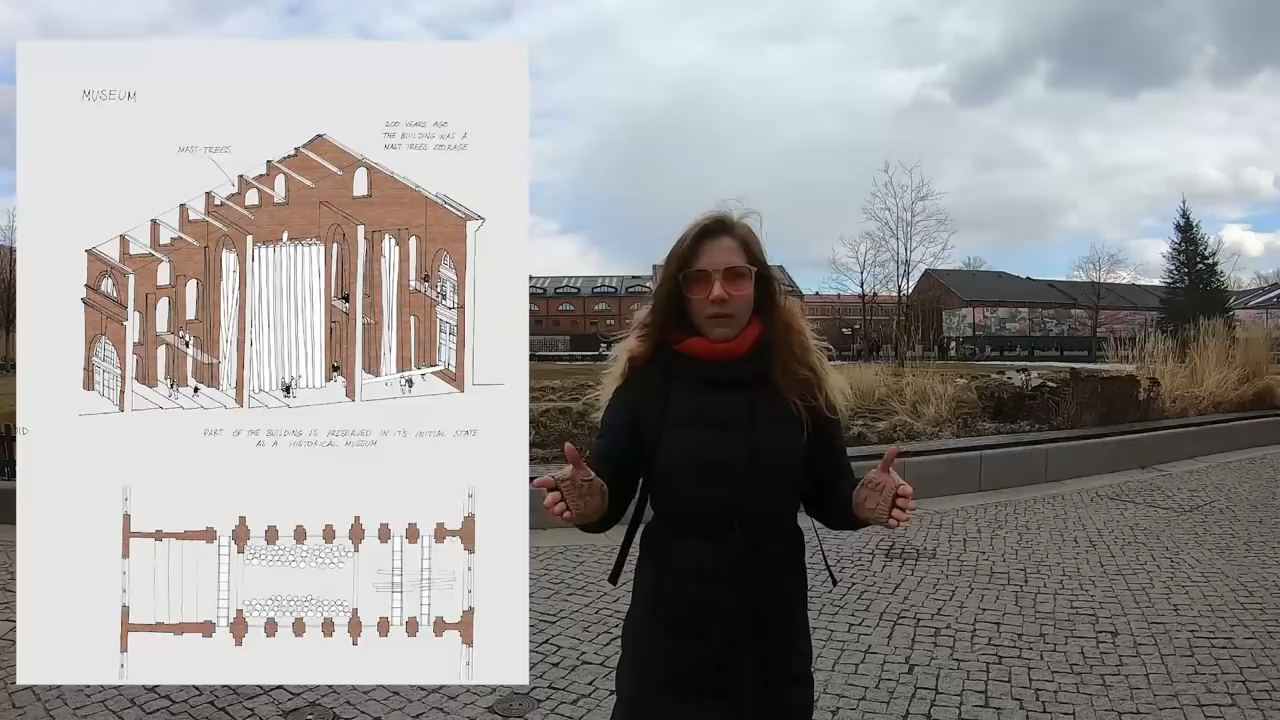 MUSEUM
200 YEARS AGO
THE BUILDING WAS A
MAST TREES STORAGE
MAST-TREES
PART OF THE BUILDING IS PRESERVED IN IT'S INITIAL STATE
AS A HISTORICAL MUSEUM